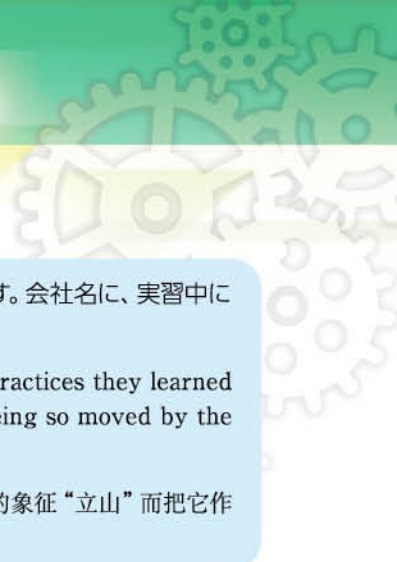 す。会社名に、実習中に
ractices they learned
eing so moved by the
的象征“立山”而把它作